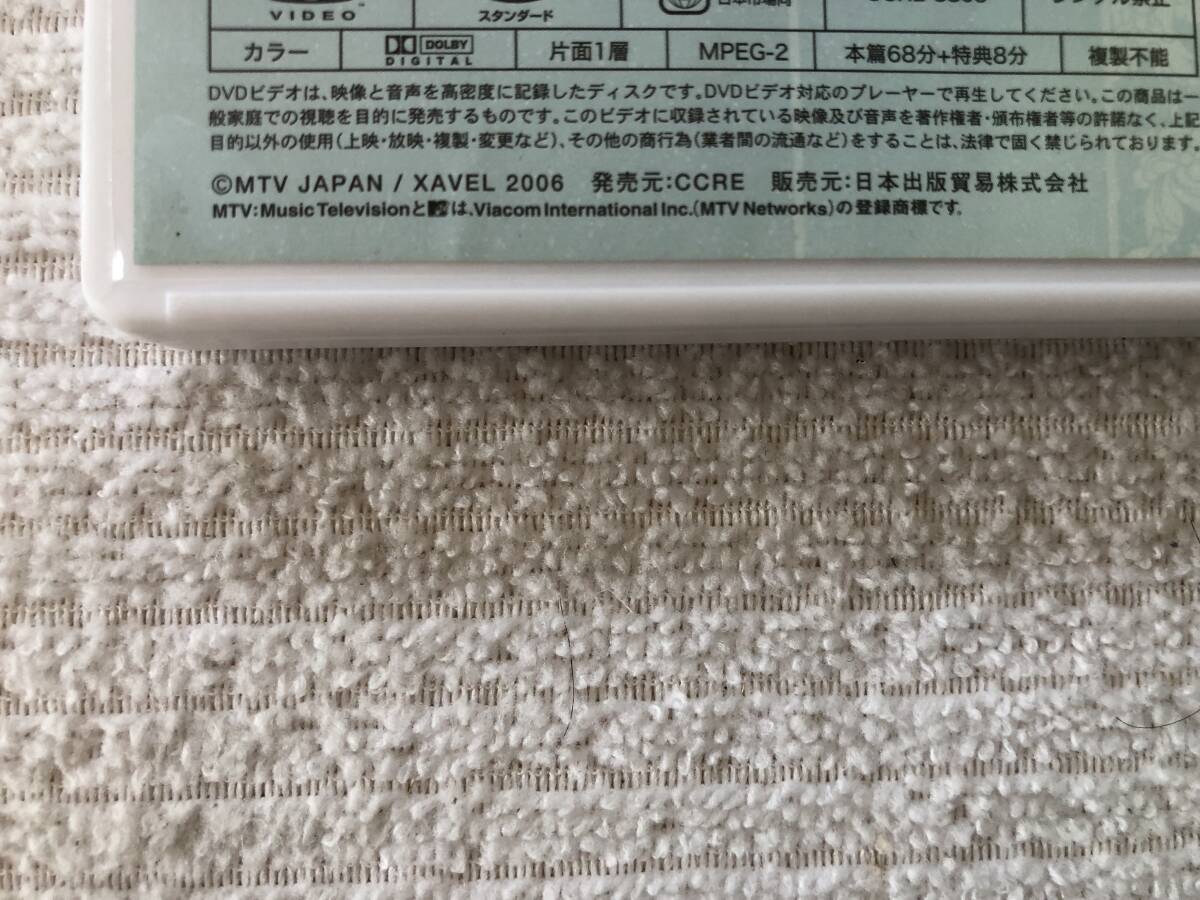 VIDEO
スタンダード
日本市場向
カラー
DOLBY
DIGITAL
片面1層
MPEG-2
本篇68分+特典8分
複製不能
DVDビデオは、映像と音声を高密度に記録したディスクです。DVDビデオ対応のプレーヤーで再生してください。この商品は一
般家庭での視聴を目的に発売するものです。このビデオに収録されている映像及び音声を著作権者・頒布権者等の許諾なく、上記
目的以外の使用(上映・放映・複製・変更など)、その他の商行為(業者間の流通など)をすることは、法律で固く禁じられております。
©MTV JAPAN / XAVEL 2006 発売元:CCRE 販売元:日本出版貿易株式会社
MTV:Music Televisionと MTVは、Viacom International Inc.(MTV Networks)の登録商標です。